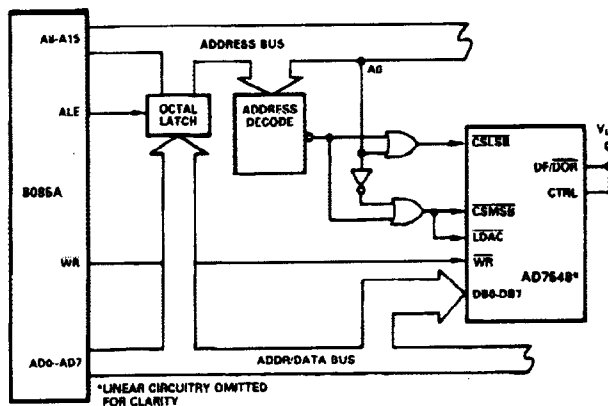 A8-A15
ADDRESS BUS
A0
ALE
OCTAL
LATCH
ADDRESS
DECODE
CSLSB
DF/DOR
CTRL
8085A
CSMSB
LDAC
WR
WR
AD7548*
DB0-DB7
AD0-AD7
ADDR/DATA BUS
*LINEAR CIRCUITRY OMITTED
FOR CLARITY